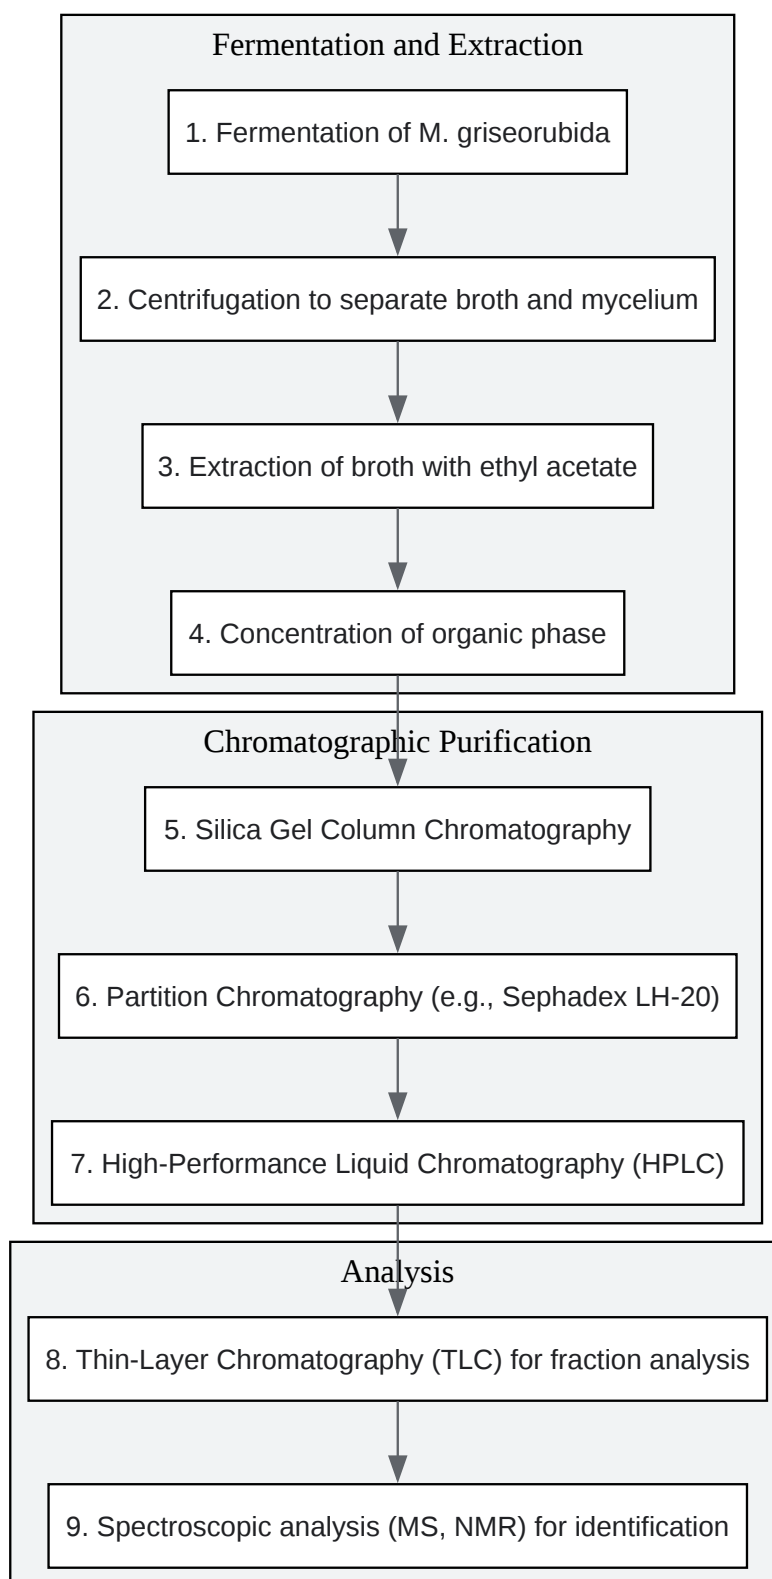 Fermentation and Extraction
1. Fermentation of M. griseorubida
2. Centrifugation to separate broth and mycelium
3. Extraction of broth with ethyl acetate
4. Concentration of organic phase
Chromatographic Purification
5. Silica Gel Column Chromatography
6. Partition Chromatography (e.g., Sephadex LH-20)
7. High-Performance Liquid Chromatography (HPLC)
Analysis
8. Thin-Layer Chromatography (TLC) for fraction analysis
9. Spectroscopic analysis (MS, NMR) for identification